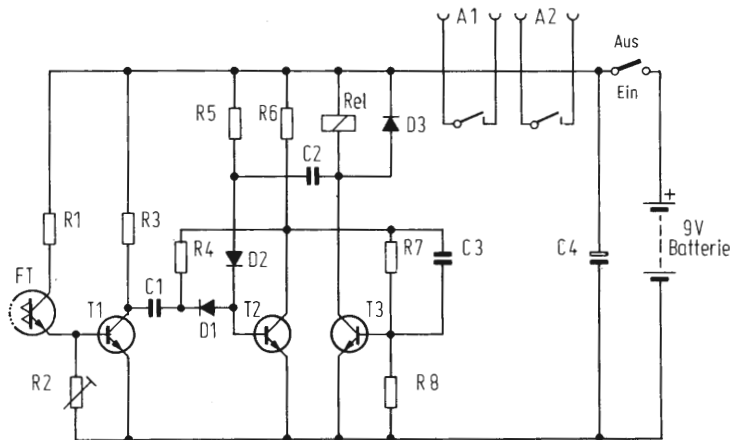 A1
A2
Aus
Ein
R5
R6
Rel
D3
C2
R1
R3
R4
D2
R7
C3
C4
+
9V
Batterie
FT
T1
C1
D1
T2
T3
R2
R8